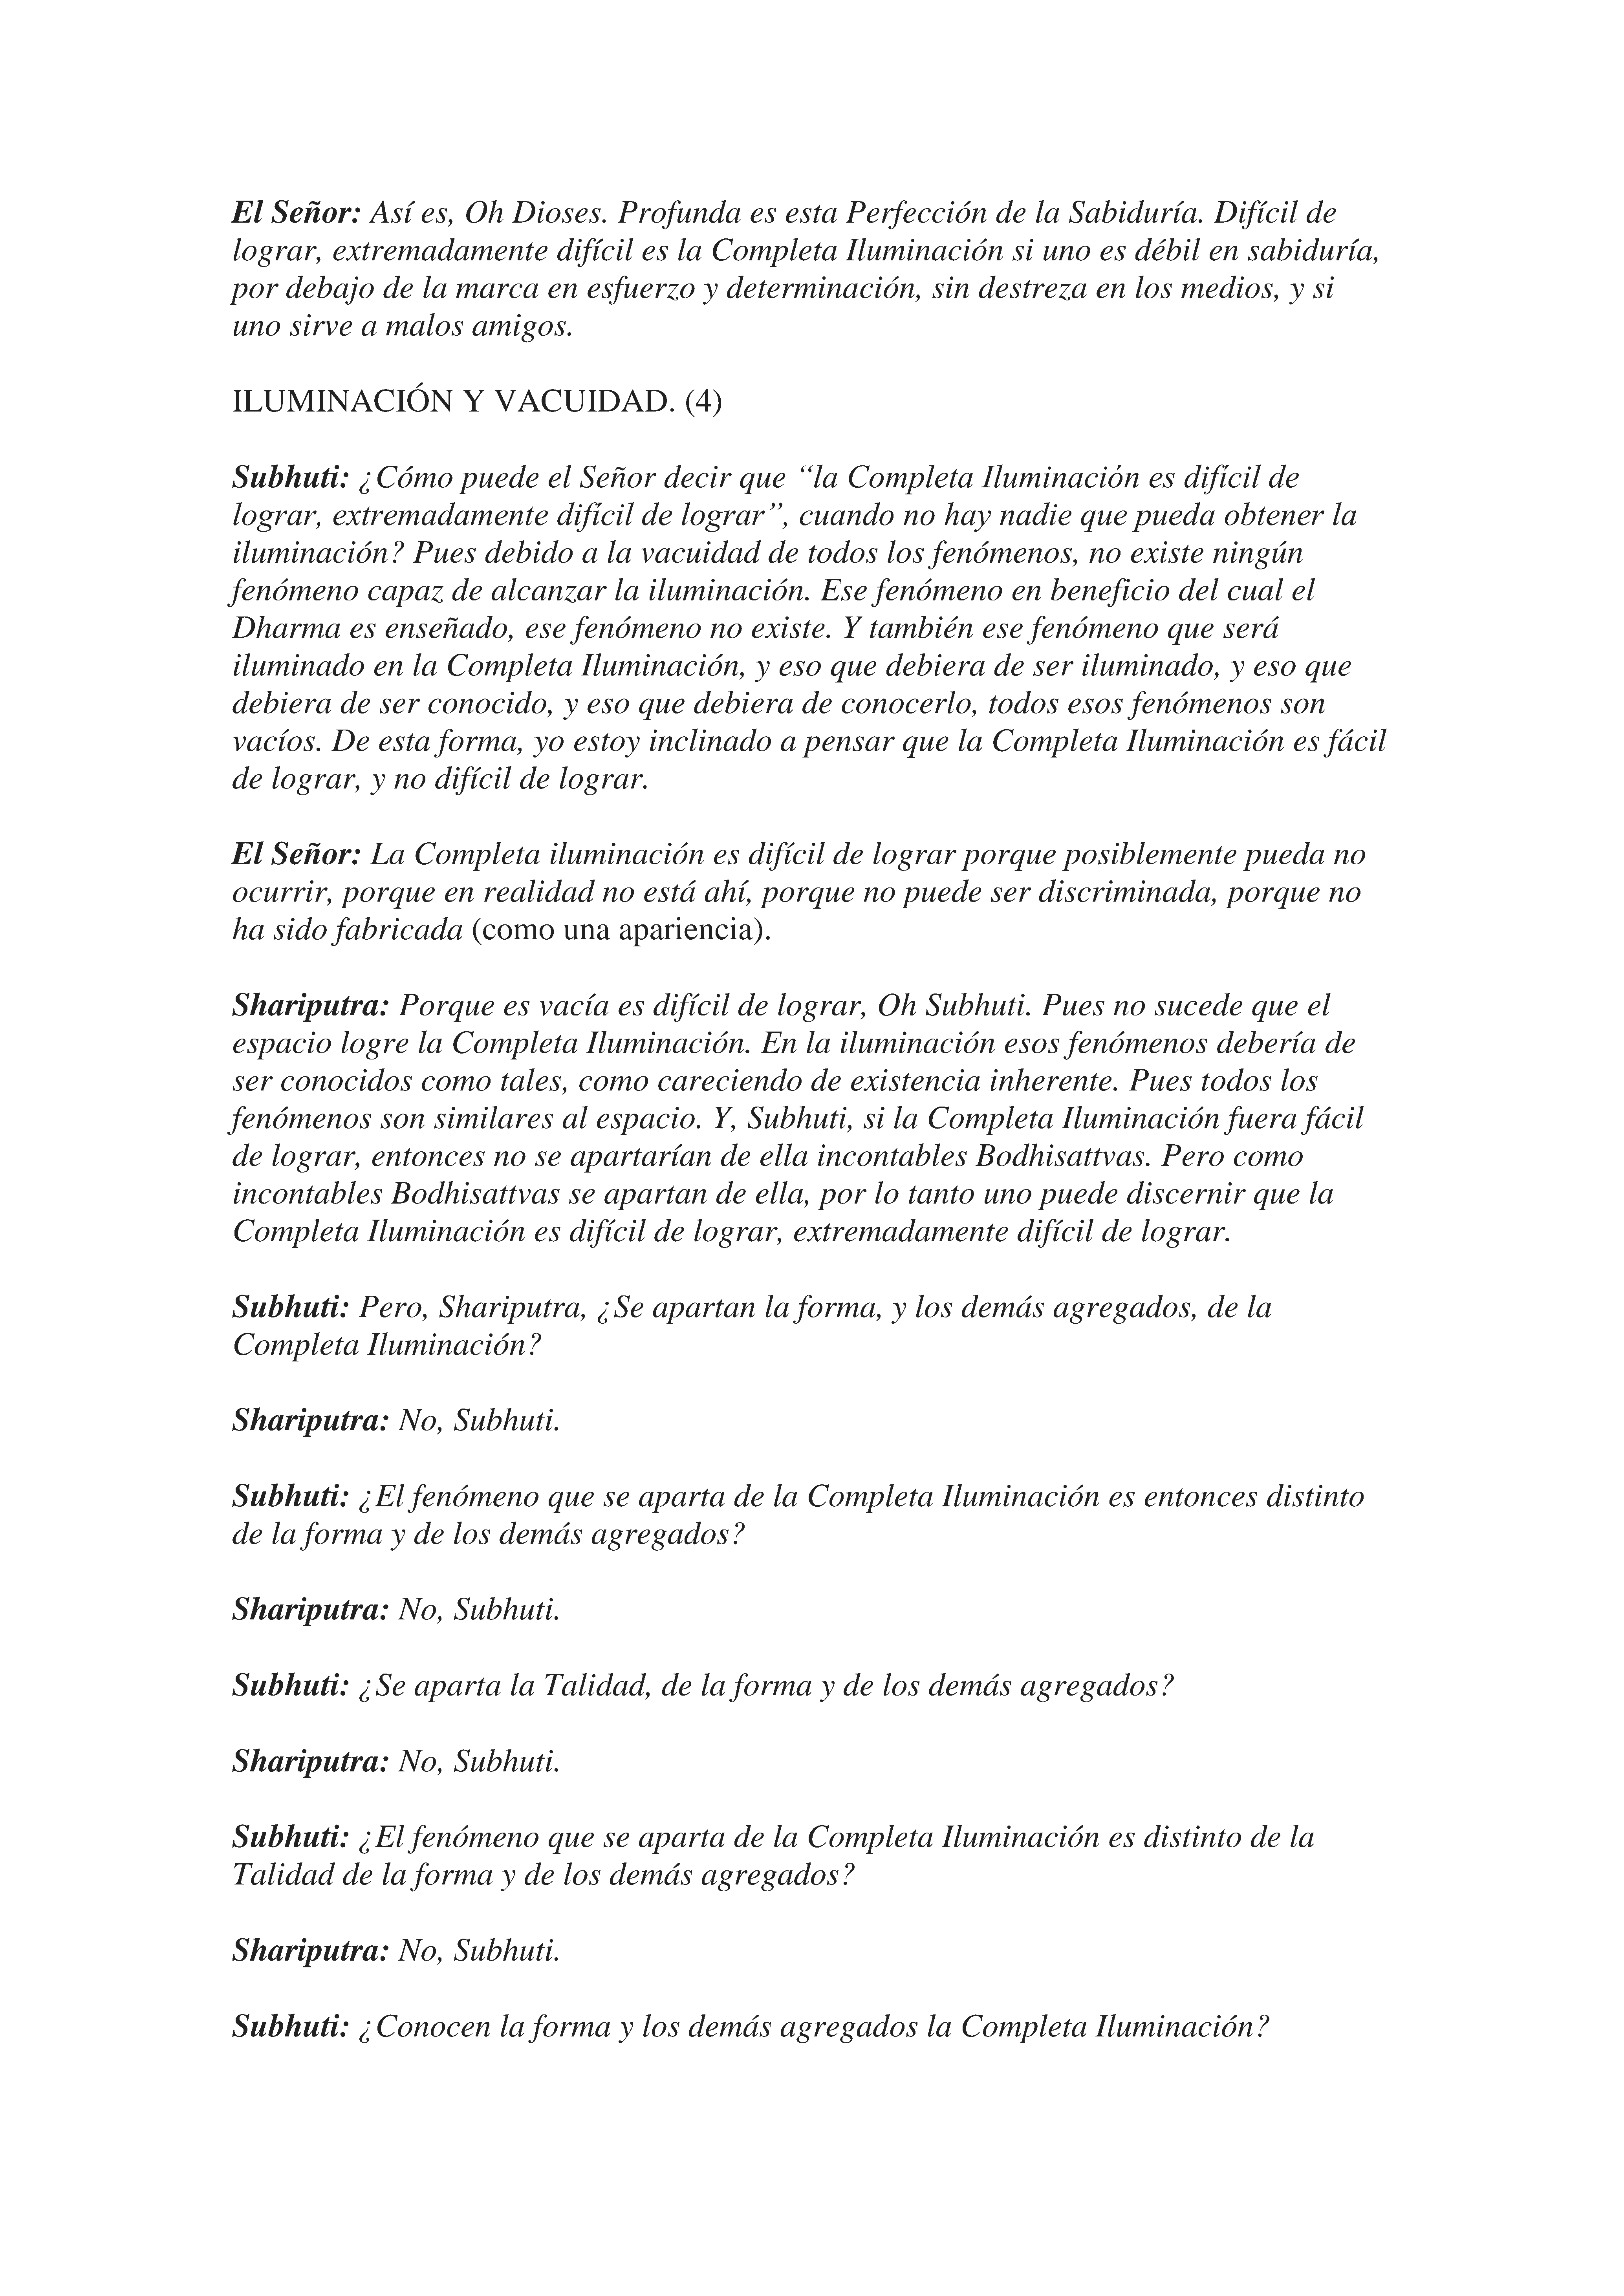 El Señor: Así es, Oh Dioses. Profunda es esta Perfección de la Sabiduría. Difícil de
lograr, extremadamente difícil es la Completa Iluminación si uno es débil en sabiduría,
por debajo de la marca en esfuerzo y determinación, sin destreza en los medios, y si
uno sirve a malos amigos.
ILUMINACIÓN Y VACUIDAD. (4)
Subhuti: ¿Cómo puede el Señor decir que “la Completa Iluminación es difícil de
lograr, extremadamente difícil de lograr”, cuando no hay nadie que pueda obtener la
iluminación? Pues debido a la vacuidad de todos los fenómenos, no existe ningún
fenómeno capaz de alcanzar la iluminación. Ese fenómeno en beneficio del cual el
Dharma es enseñado, ese fenómeno no existe. Y también ese fenómeno que será
iluminado en la Completa Iluminación, y eso que debiera de ser iluminado, y eso que
debiera de ser conocido, y eso que debiera de conocerlo, todos esos fenómenos son
vacíos. De esta forma, yo estoy inclinado a pensar que la Completa Iluminación es fácil
de lograr, y no difícil de lograr.
El Señor: La Completa iluminación es difícil de lograr porque posiblemente pueda no
ocurrir, porque en realidad no está ahí, porque no puede ser discriminada, porque no
ha sido fabricada (como una apariencia).
Shariputra: Porque es vacía es difícil de lograr, Oh Subhuti. Pues no sucede que el
espacio logre la Completa Iluminación. En la iluminación esos fenómenos debería de
ser conocidos como tales, como careciendo de existencia inherente. Pues todos los
fenómenos son similares al espacio. Y, Subhuti, si la Completa Iluminación fuera fácil
de lograr, entonces no se apartarían de ella incontables Bodhisattvas. Pero como
incontables Bodhisattvas se apartan de ella, por lo tanto uno puede discernir que la
Completa Iluminación es difícil de lograr, extremadamente difícil de lograr.
Subhuti: Pero, Shariputra, ¿Se apartan la forma, y los demás agregados, de la
Completa Iluminación?
Shariputra: No, Subhuti.
Subhuti: ¿El fenómeno que se aparta de la Completa Iluminación es entonces distinto
de la forma y de los demás agregados?
Shariputra: No, Subhuti.
Subhuti: ¿Se aparta la Talidad, de la forma y de los demás agregados?
Shariputra: No, Subhuti.
Subhuti: ¿El fenómeno que se aparta de la Completa Iluminación es distinto de la
Talidad de la forma y de los demás agregados?
Shariputra: No, Subhuti.
Subhuti: ¿Conocen la forma y los demás agregados la Completa Iluminación?